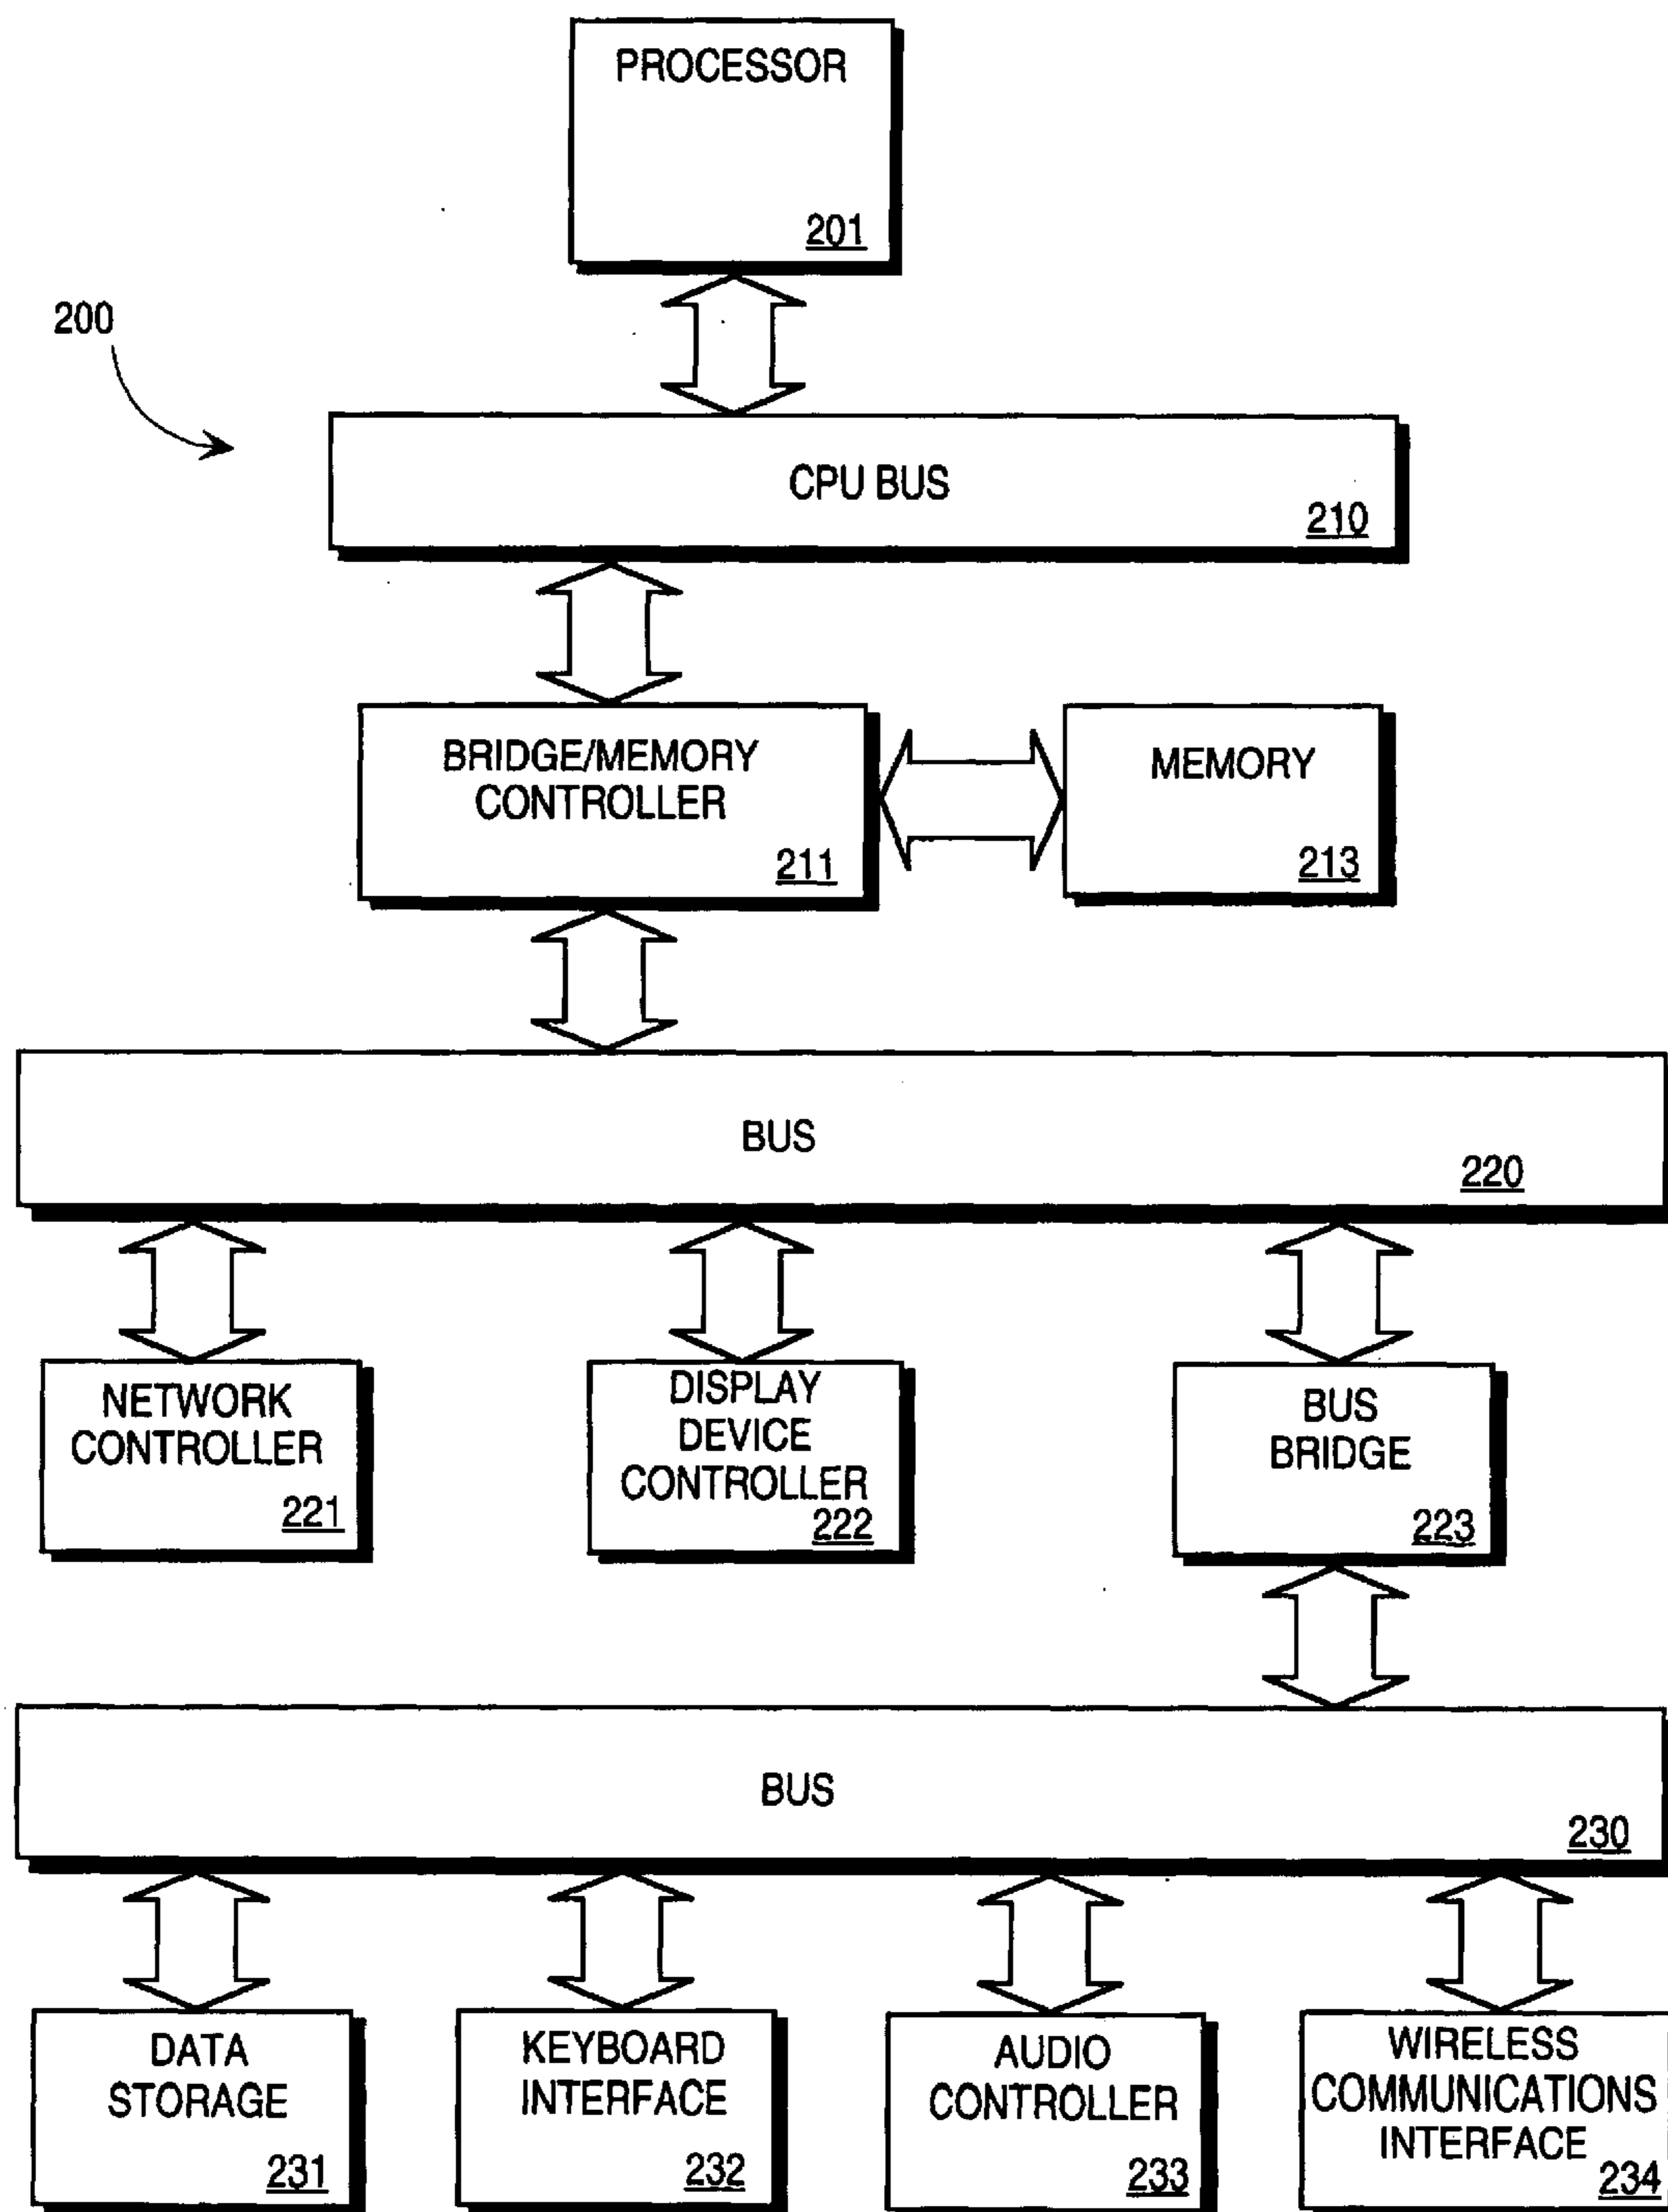 PROCESSOR
201
200
CPU BUS
210
BRIDGE/MEMORY
CONTROLLER
211
MEMORY
213
BUS
220
NETWORK
CONTROLLER
221
DISPLAY
DEVICE
CONTROLLER
222
BUS
BRIDGE
223
BUS
230
DATA
STORAGE
231
KEYBOARD
INTERFACE
232
AUDIO
CONTROLLER
233
WIRELESS
COMMUNICATIONS
INTERFACE
234